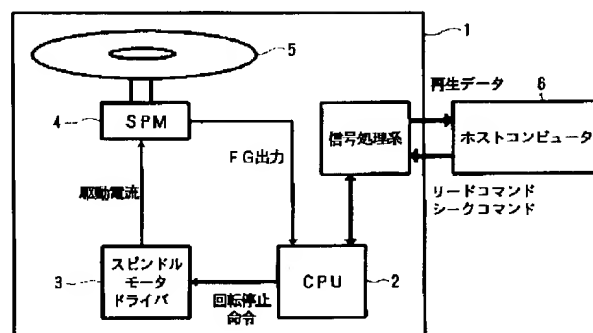 5
1
再生データ
6
4
SPM
信号処理系
ホストコンピュータ
FG出力
駆動電流
リードコマンド
シークコマンド
3
スピンドル
モータ
ドライバ
CPU
2
回転停止
命令